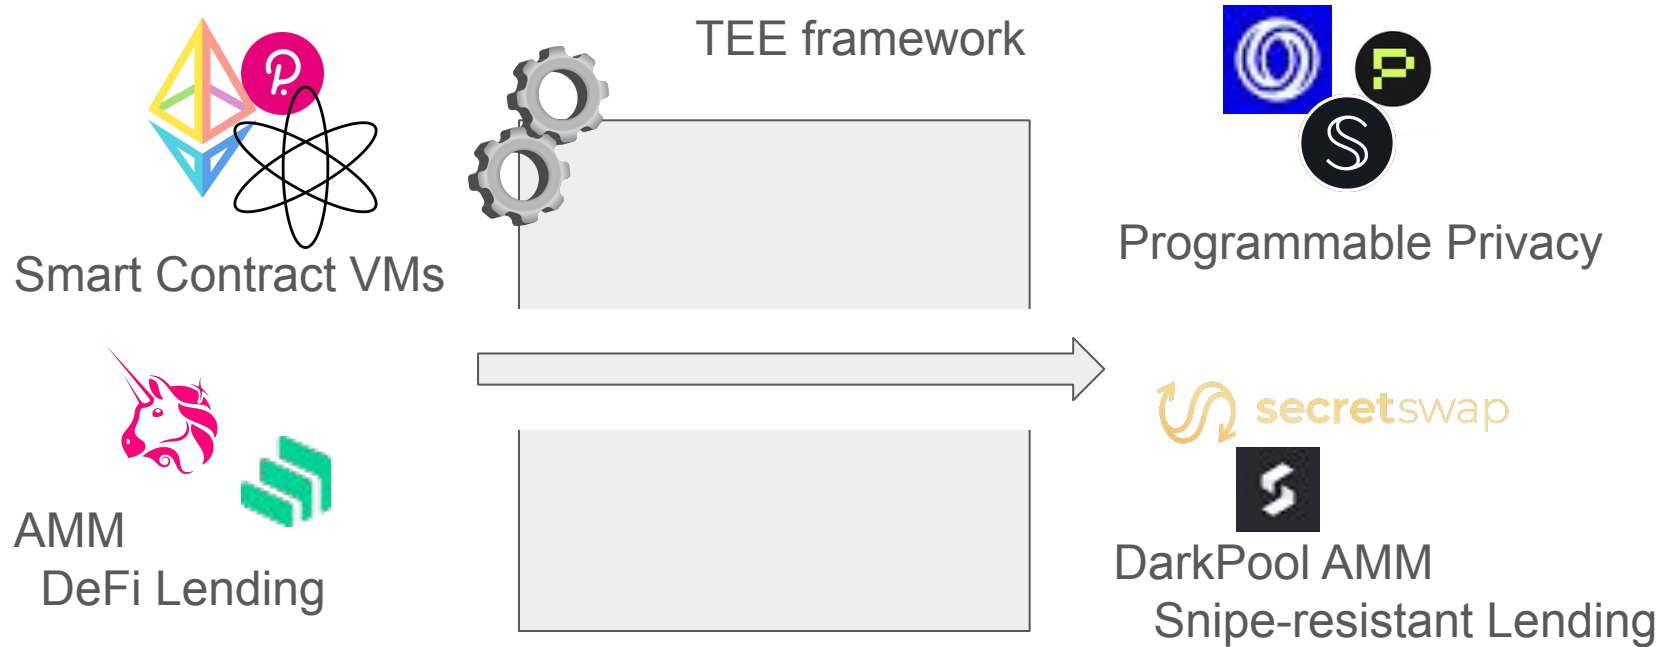 TEE framework
Smart Contract VMs
Programmable Privacy
AMM
DeFi Lending
secretswap
DarkPool AMM
Snipe-resistant Lending